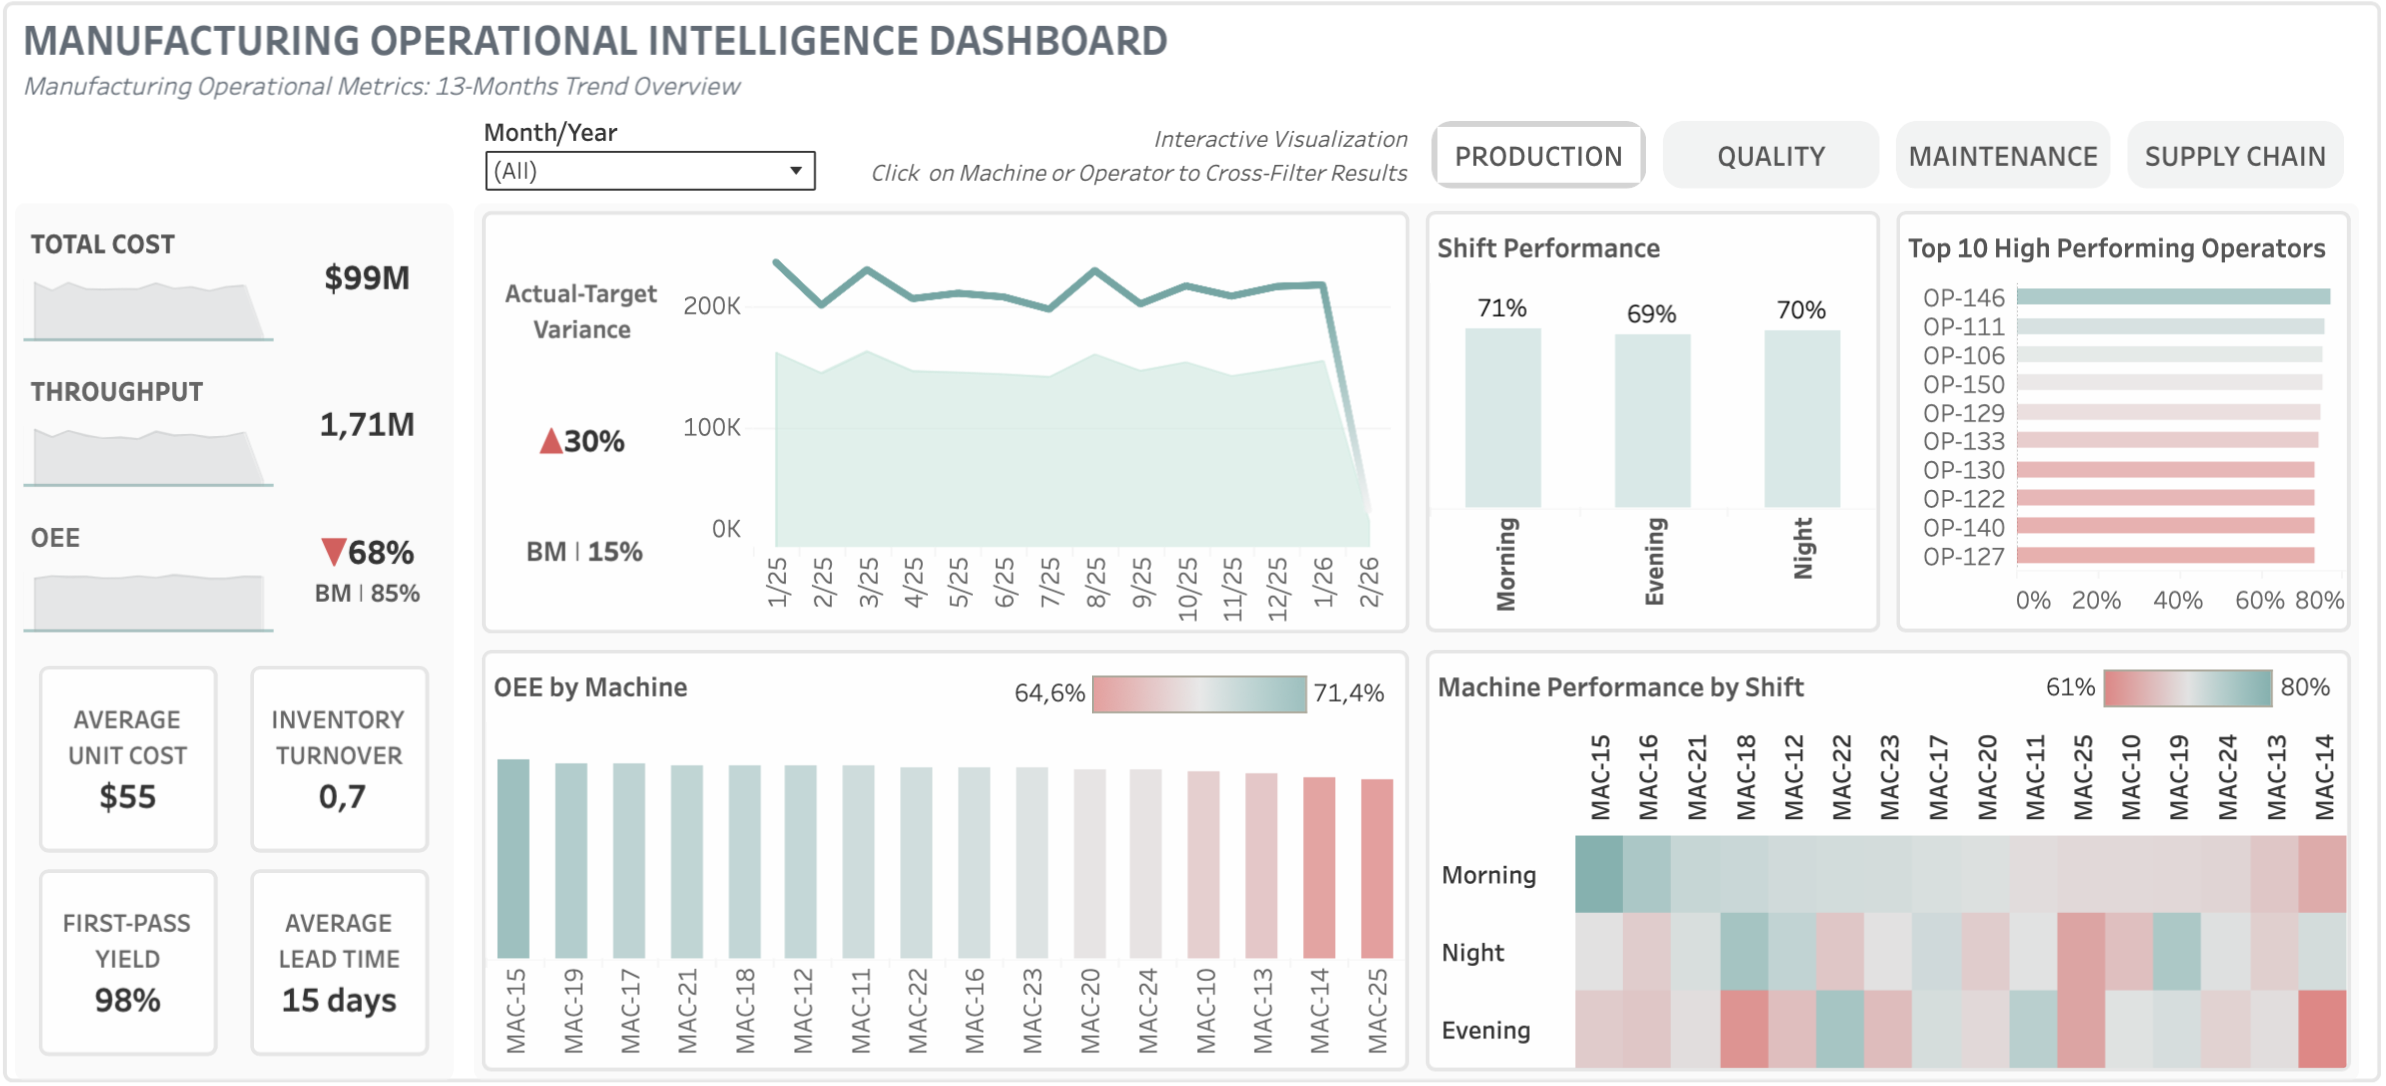 MANUFACTURING OPERATIONAL INTELLIGENCE DASHBOARD
Manufacturing Operational Metrics: 13-Months Trend Overview
Month/Year
(All)
Interactive Visualization
Click on Machine or Operator to Cross-Filter Results
PRODUCTION
QUALITY
MAINTENANCE
SUPPLY CHAIN
TOTAL COST
$99M
THROUGHPUT
1,71M
OEE
68%
BM | 85%
AVERAGE
UNIT COST
$55
INVENTORY
TURNOVER
0,7
FIRST-PASS
YIELD
98%
AVERAGE
LEAD TIME
15 days
Actual-Target
Variance
30%
BM | 15%
200K
100K
0K
1/25
2/25
3/25
4/25
5/25
6/25
7/25
8/25
9/25
10/25
11/25
12/25
1/26
2/26
Shift Performance
71%
69%
70%
Morning
Evening
Night
Top 10 High Performing Operators
OP-146
OP-111
OP-106
OP-150
OP-129
OP-133
OP-130
OP-122
OP-140
OP-127
0% 20% 40% 60% 80%
OEE by Machine
64,6% 71,4%
MAC-15
MAC-19
MAC-17
MAC-21
MAC-18
MAC-12
MAC-11
MAC-22
MAC-16
MAC-23
MAC-20
MAC-24
MAC-10
MAC-13
MAC-14
MAC-25
Machine Performance by Shift
61% 80%
MAC-15
MAC-16
MAC-21
MAC-18
MAC-12
MAC-22
MAC-23
MAC-17
MAC-20
MAC-11
MAC-25
MAC-10
MAC-19
MAC-24
MAC-13
MAC-14
Morning
Night
Evening